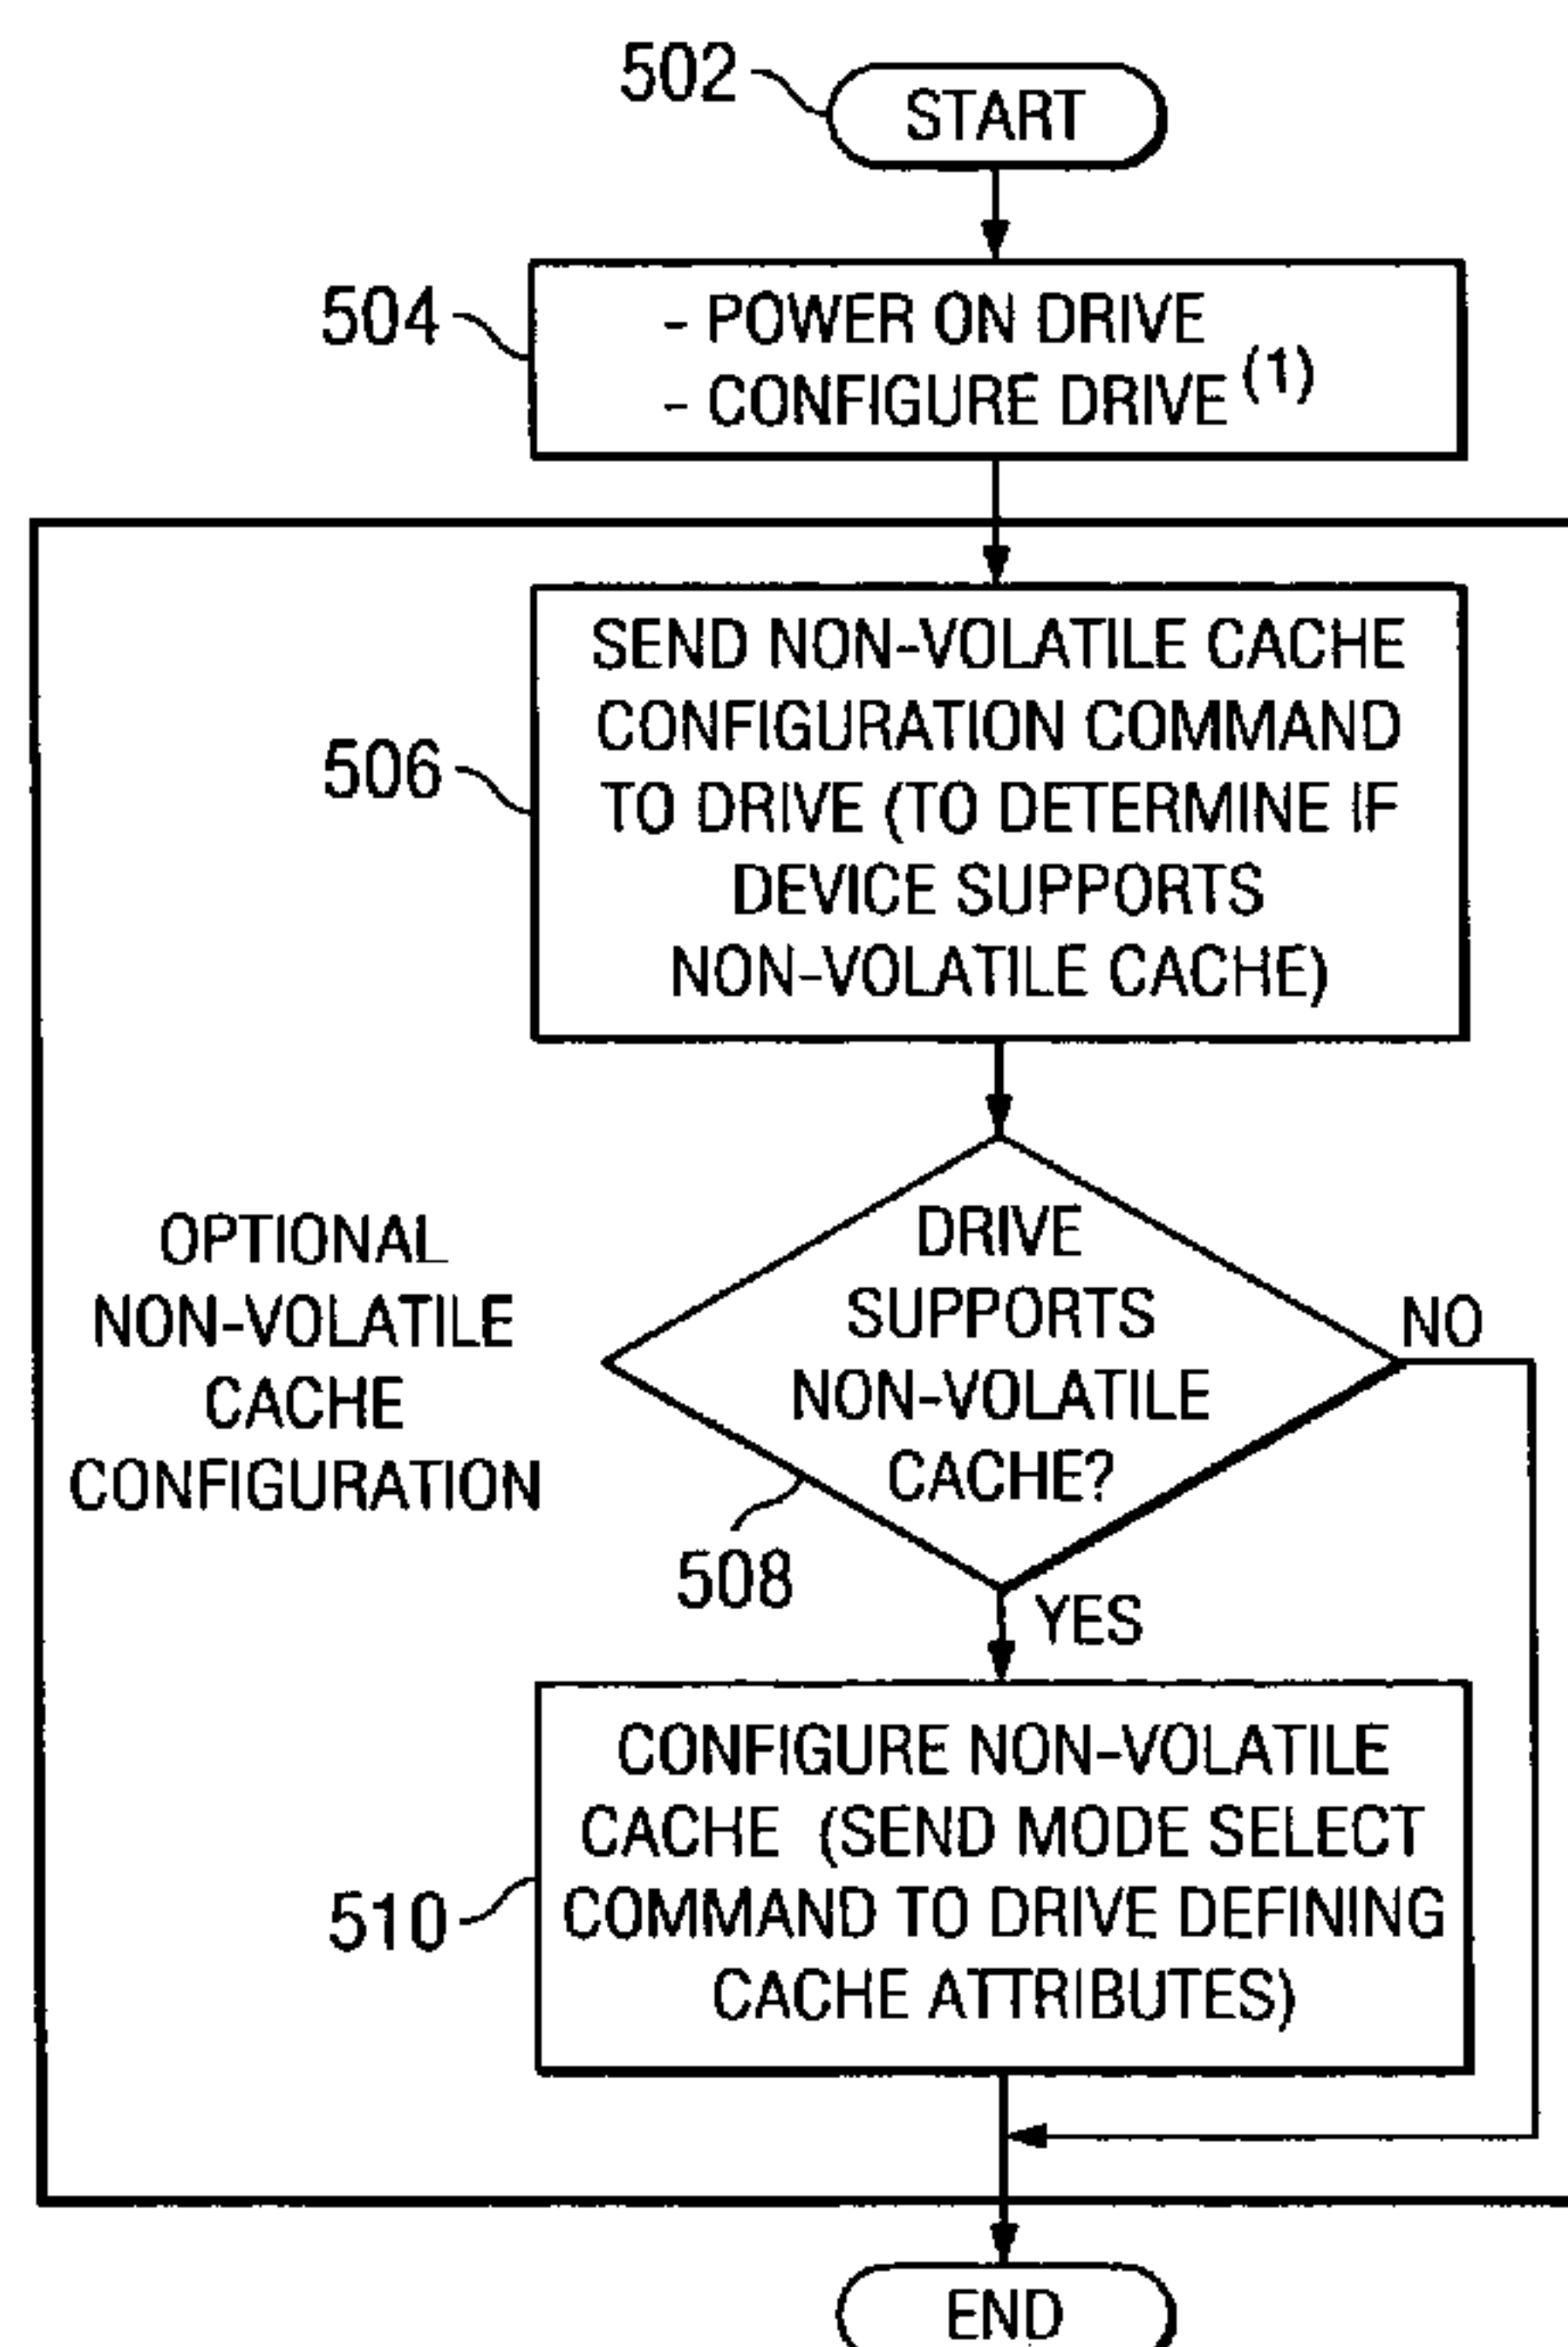 502
START
504
- POWER ON DRIVE
- CONFIGURE DRIVE (1)
506
SEND NON-VOLATILE CACHE
CONFIGURATION COMMAND
TO DRIVE (TO DETERMINE IF
DEVICE SUPPORTS
NON-VOLATILE CACHE)
OPTIONAL
NON-VOLATILE
CACHE
CONFIGURATION
DRIVE
SUPPORTS
NON-VOLATILE
CACHE?
NO
508
YES
510
CONFIGURE NON-VOLATILE
CACHE (SEND MODE SELECT
COMMAND TO DRIVE DEFINING
CACHE ATTRIBUTES)
END